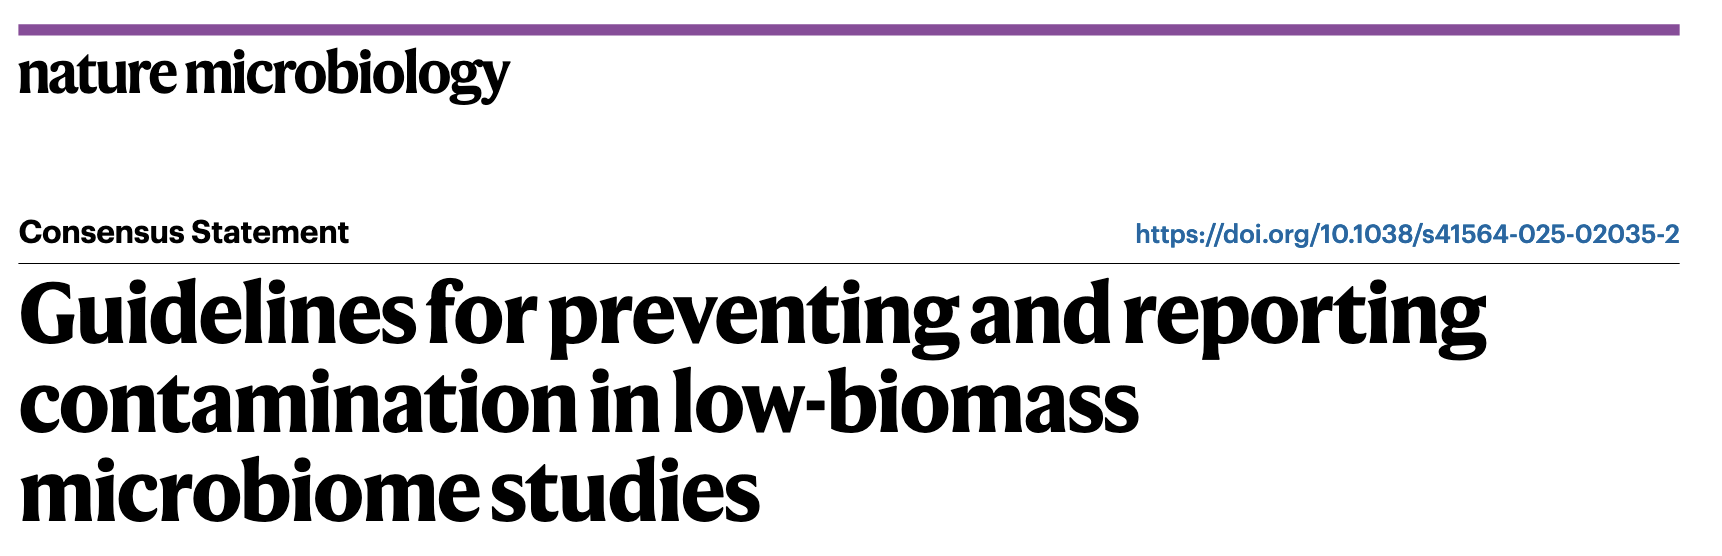 nature microbiology
Consensus Statement
https://doi.org/10.1038/s41564-025-02035-2
Guidelines for preventing and reporting
contamination in low-biomass
microbiome studies